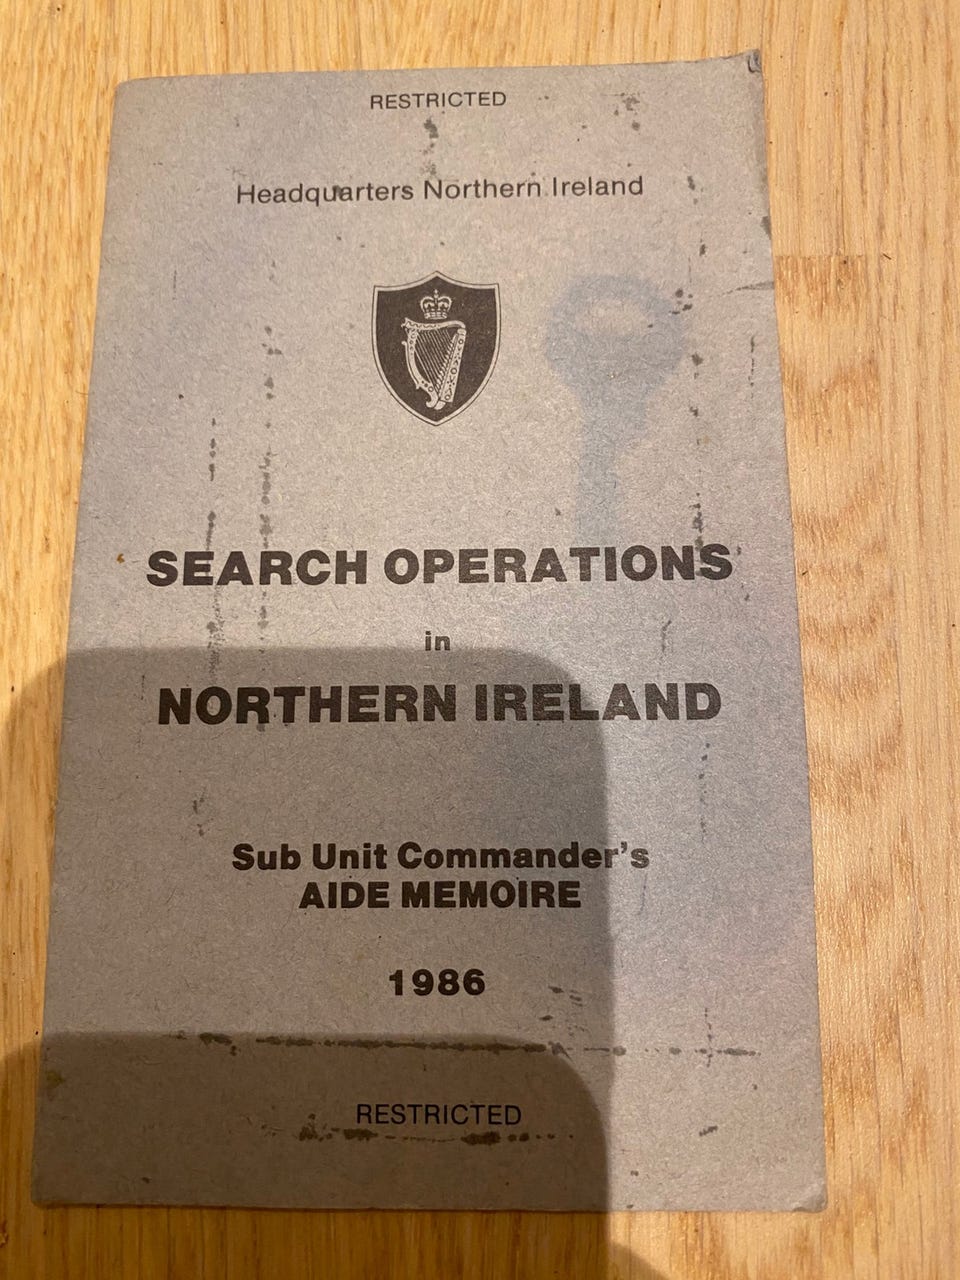 RESTRICTED
Headquarters Northern Ireland
SEARCH OPERATIONS
in
NORTHERN IRELAND
Sub Unit Commander's
AIDE MEMOIRE
1986
RESTRICTED